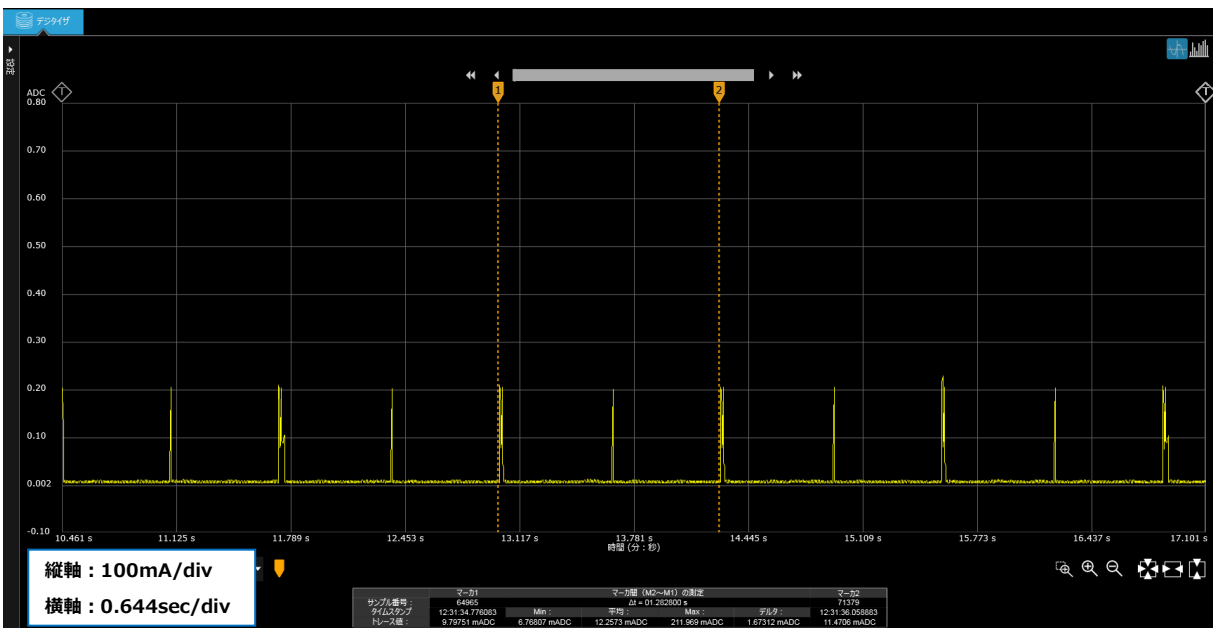 デジタイザ
設定
1 2
ADC T T
0.80
0.70
0.60
0.50
0.40
0.30
0.20
0.10
0.002
-0.10
10.461 s 11.125 s 11.789 s 12.453 s 13.117 s 13.781 s 14.445 s 15.109 s 15.773 s 16.437 s 17.101 s
時間 (分:秒)
縦軸:100mA/div
横軸:0.644sec/div
マーカ1 マーカ間 (M2~M1) の測定 マーカ2
サンプル番号: 64965 Δt = 01.282800 s 71379
タイムスタンプ 12:31:34.776083 Min: 平均: Max: デルタ: 12:31:36.058883
トレース値: 9.79751 mADC 6.76807 mADC 12.2573 mADC 211.969 mADC 1.67312 mADC 11.4706 mADC